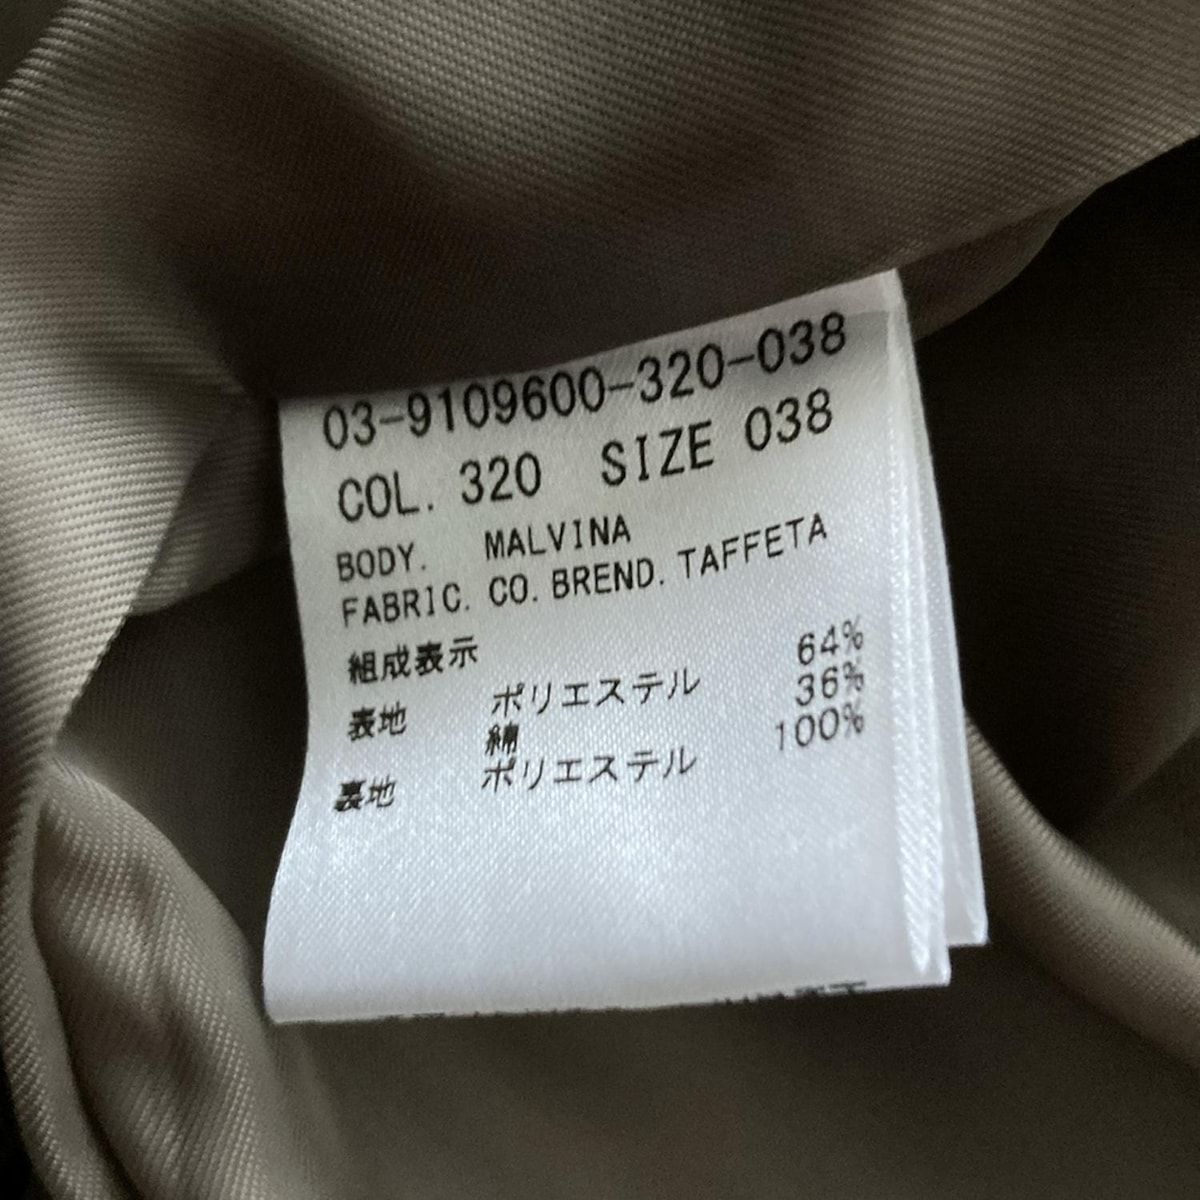 03-9109600-320-038
COL. 320 SIZE 038
BODY. MALVINA
FABRIC. CO. BREND. TAFFETA
組成表示
表地 ポリエステル 64%
綿 36%
裏地 ポリエステル 100%